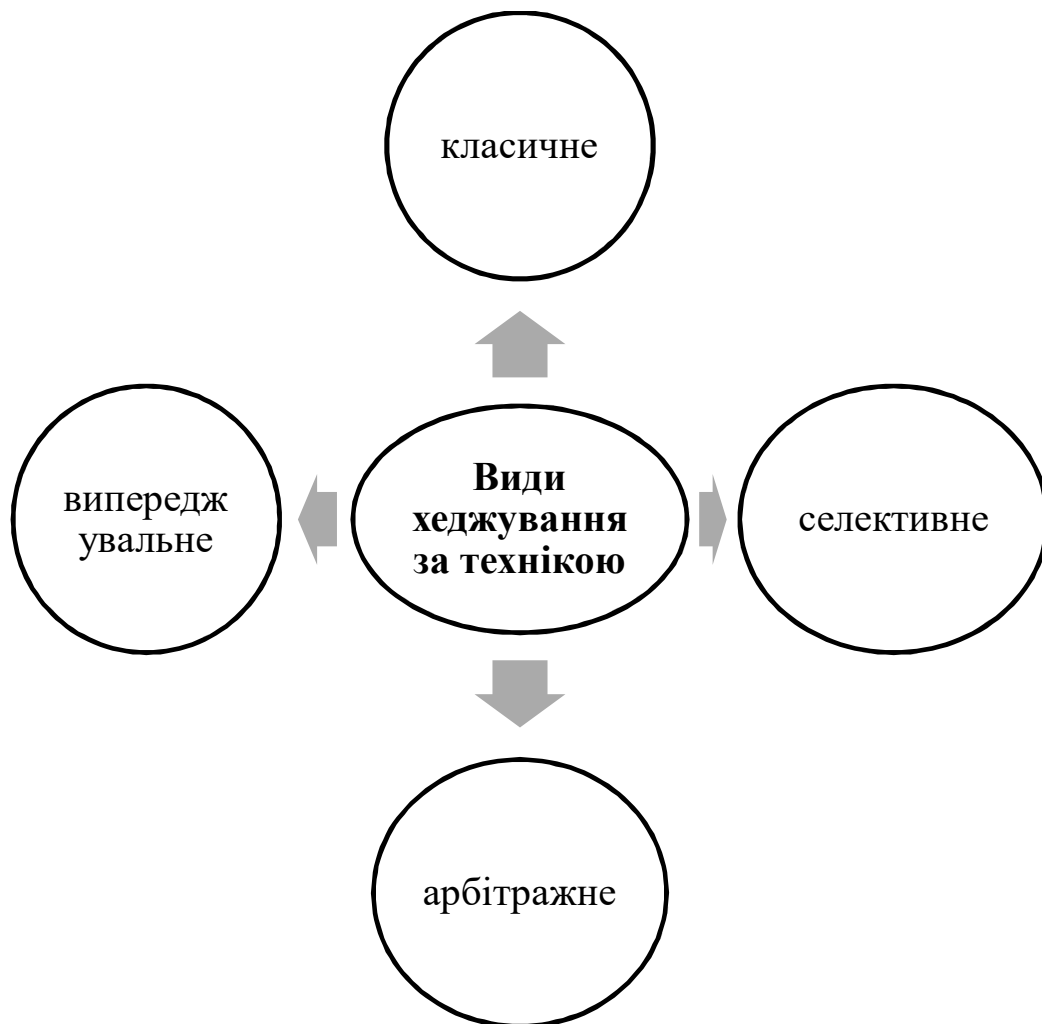 класичне
випередж
увальне
Види
хеджування
за технікою
селективне
арбітражне